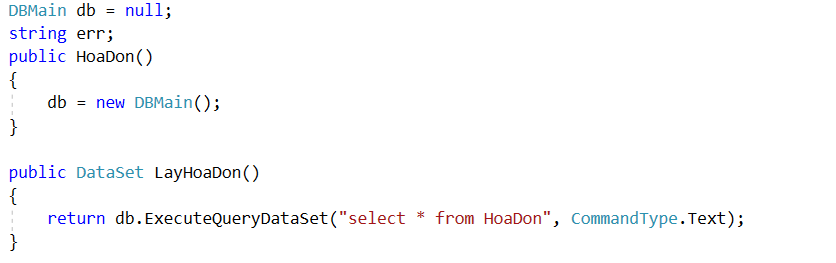 DBMain db = null;
string err;
public HoaDon()
{
    db = new DBMain();
}

public DataSet LayHoaDon()
{
    return db.ExecuteQueryDataSet("select * from HoaDon", CommandType.Text);
}